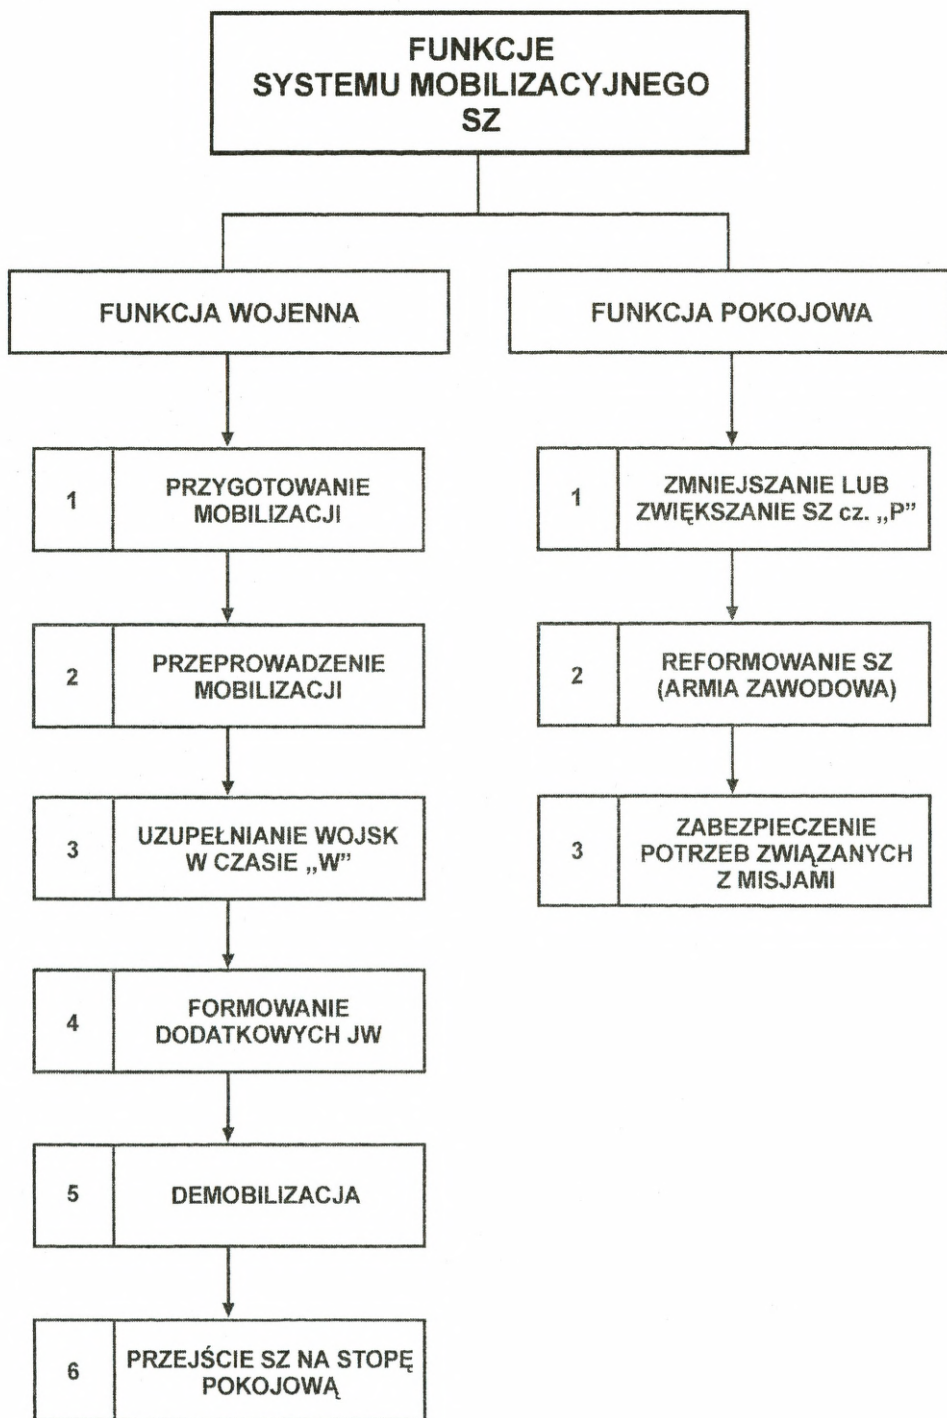 FUNKCJE
SYSTEMU MOBILIZACYJNEGO
SZ
FUNKCJA WOJENNA
1
PRZYGOTOWANIE
MOBILIZACJI
2
PRZEPROWADZENIE
MOBILIZACJI
3
UZUPEŁNIANIE WOJSK
W CZASIE „W”
4
FORMOWANIE
DODATKOWYCH JW
5
DEMOBILIZACJA
6
PRZEJŚCIE SZ NA STOPĘ
POKOJOWĄ
FUNKCJA POKOJOWA
1
ZMNIEJSZANIE LUB
ZWIĘKSZANIE SZ cz. „P”
2
REFORMOWANIE SZ
(ARMIA ZAWODOWA)
3
ZABEZPIECZENIE
POTRZEB ZWIĄZANYCH
Z MISJAMI